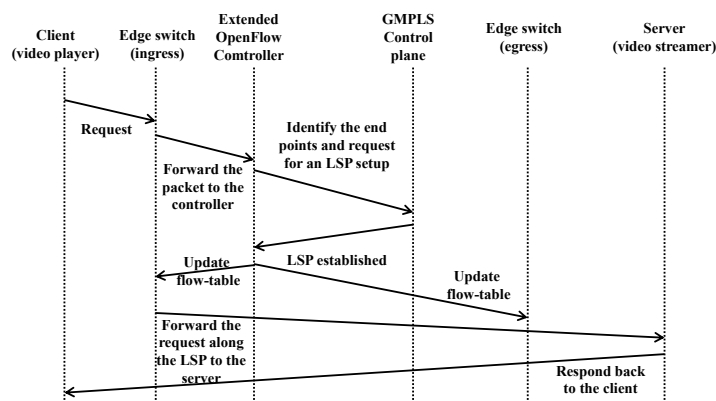 Client
(video player)
Edge switch
(ingress)
Extended
OpenFlow
Comtroller
GMPLS
Control
plane
Edge switch
(egress)
Server
(video streamer)
Request
Forward the
packet to the
controller
Identify the end
points and request
for an LSP setup
LSP established
Update
flow-table
Update
flow-table
Forward the
request along
the LSP to the
server
Respond back
to the client